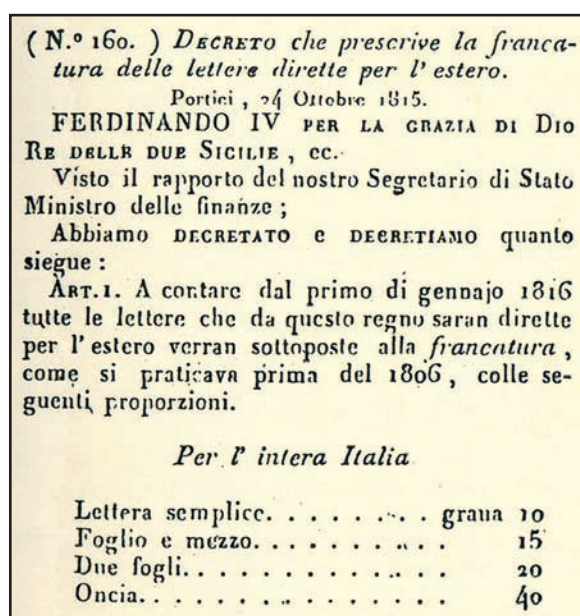 ( N.º 160. ) DECRETO che prescrive la franca-
tura delle lettere dirette per l' estero.
Portici , 24 Ottobre 1815.
FERDINANDO IV PER LA GRAZIA DI DIO
RE DELLE DUE SICILIE , ec.
Visto il rapporto del nostro Segretario di Stato
Ministro delle finanze ;
Abbiamo DECRETATO e DECRETIAMO quanto
siegue :
ART. 1. A contare dal primo di gennajo 1816
tutte le lettere che da questo regno saran dirette
per l' estero verran sottoposte alla francatura ,
come si praticava prima del 1806 , colle se-
guenti proporzioni.
Per l' intera Italia
Lettera semplice. . . . . . . . . grana 10
Foglio e mezzo. . . . . . . . . . 15
Due fogli. . . . . . . . . . . . 20
Oncia. . . . . . . . . . . . . 40